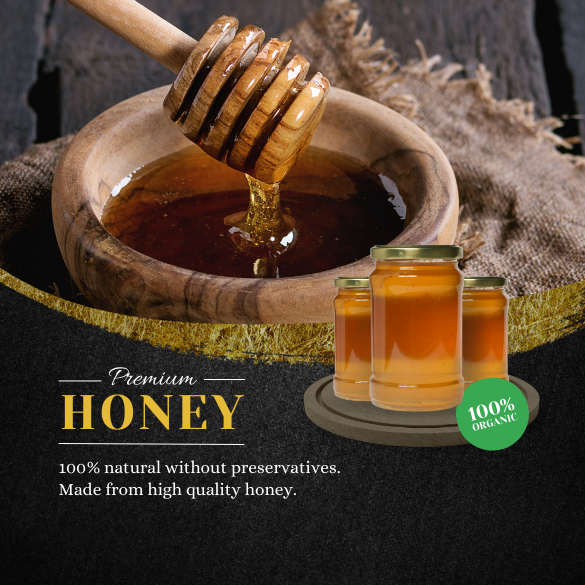 Premium
HONEY
100% natural without preservatives.
Made from high quality honey.
100%
ORGANIC